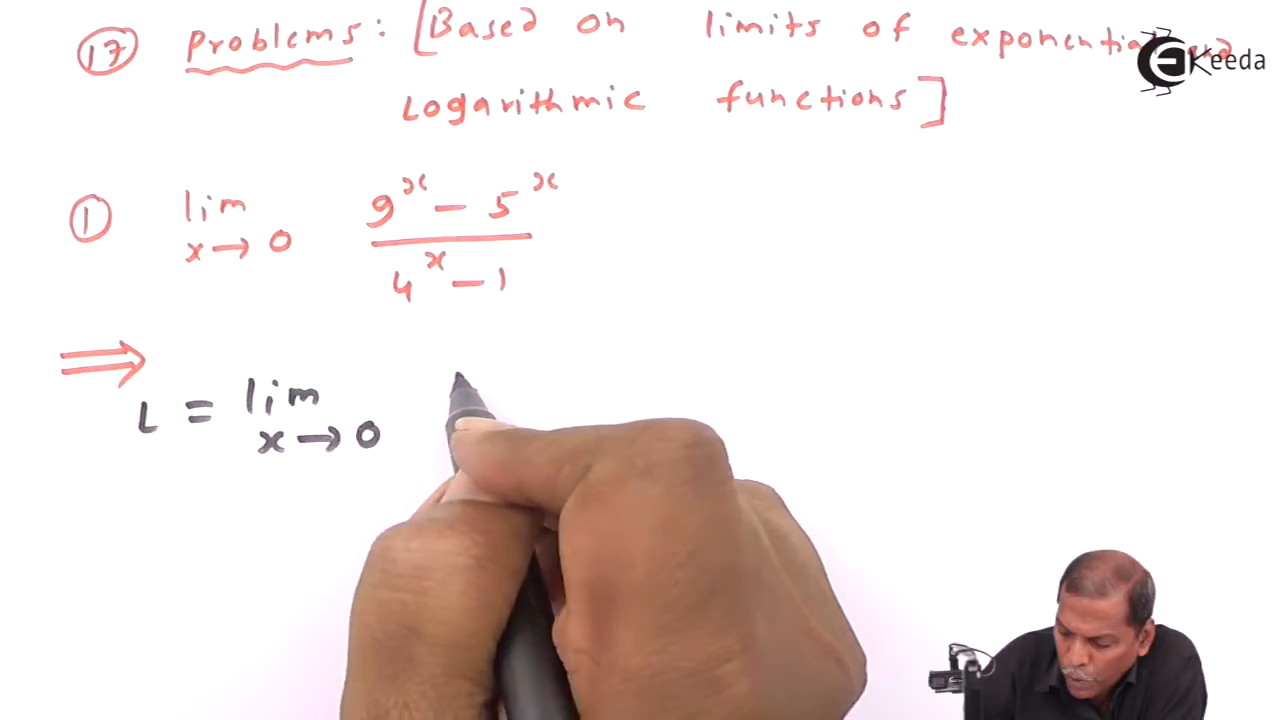 17 Problems: [Based on limits of exponential and
Keeda
Logarithmic functions]
1 lim x→0 (9^x - 5^x)/(4^x - 1)
⇒
L = lim x→0